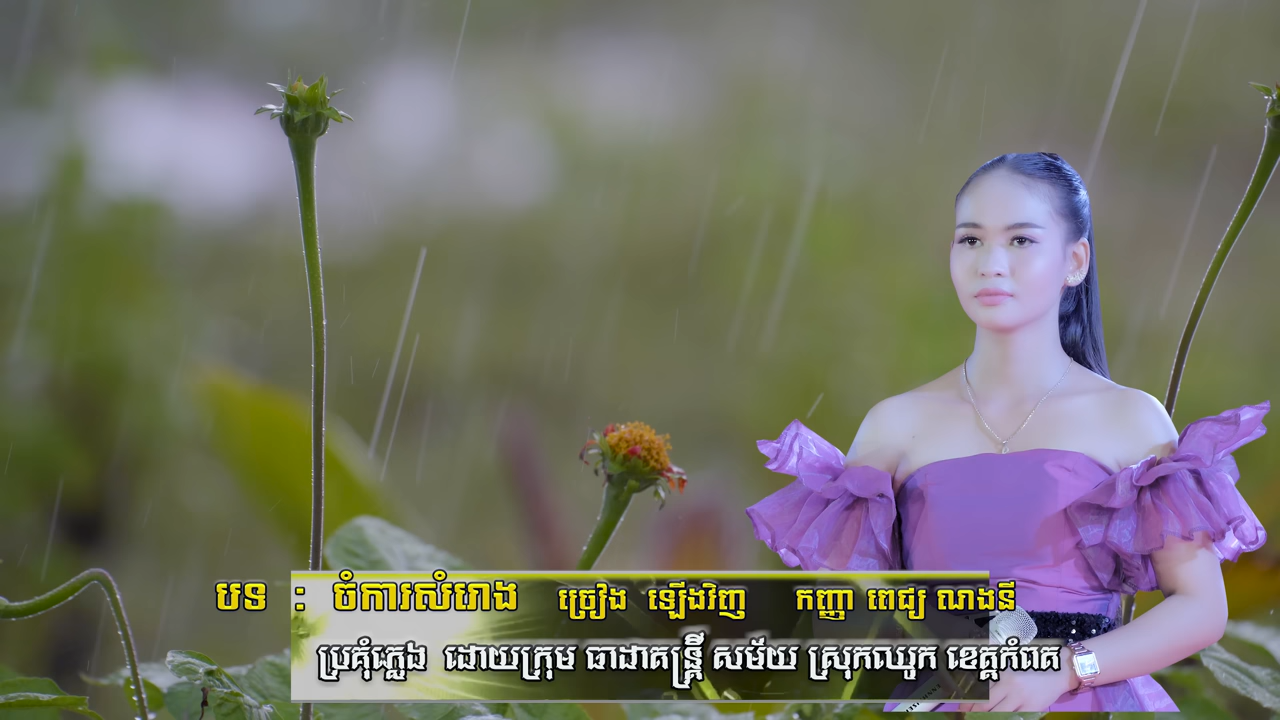 បទ : ចំការសំរោង ច្រៀង ឡើងវិញ កញ្ញា ពេជ្យ ណងនី
ប្រគុំភ្លេង ដោយក្រុម ធាដាតន្ត្រី សម័យ ស្រុកឈូក ខេត្តកំពត